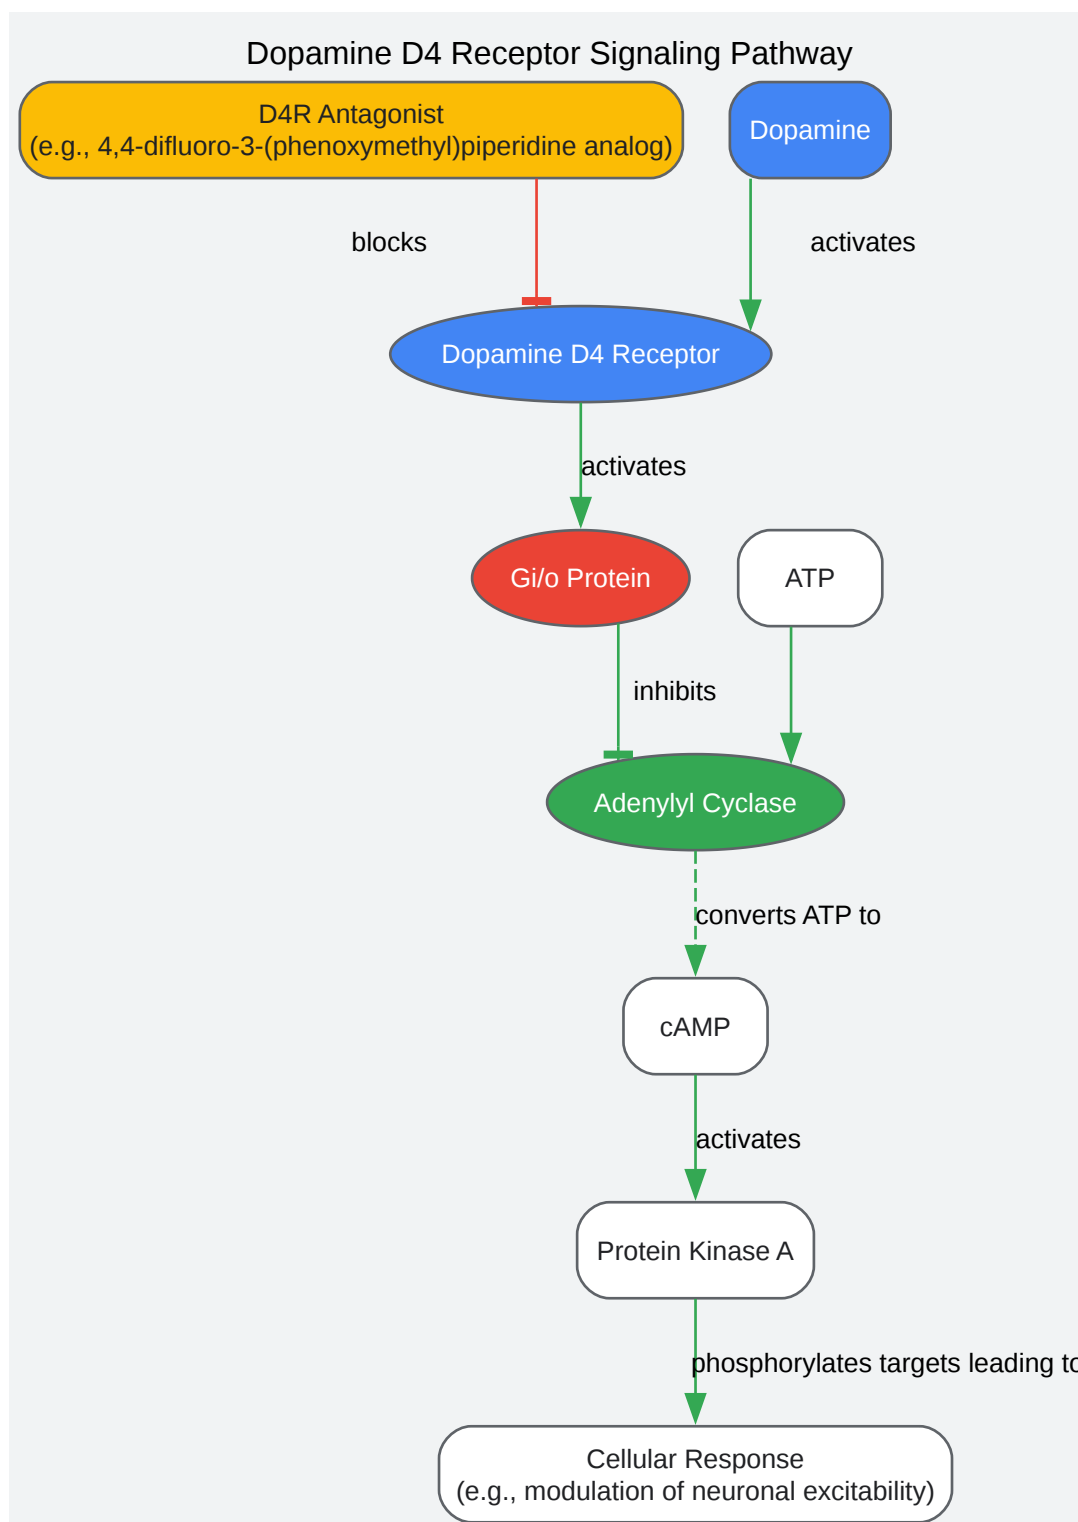 Dopamine D4 Receptor Signaling Pathway
D4R Antagonist
(e.g., 4,4-difluoro-3-(phenoxymethyl)piperidine analog)
Dopamine
blocks
activates
Dopamine D4 Receptor
activates
Gi/o Protein
ATP
inhibits
Adenylyl Cyclase
converts ATP to
cAMP
activates
Protein Kinase A
phosphorylates targets leading to
Cellular Response
(e.g., modulation of neuronal excitability)